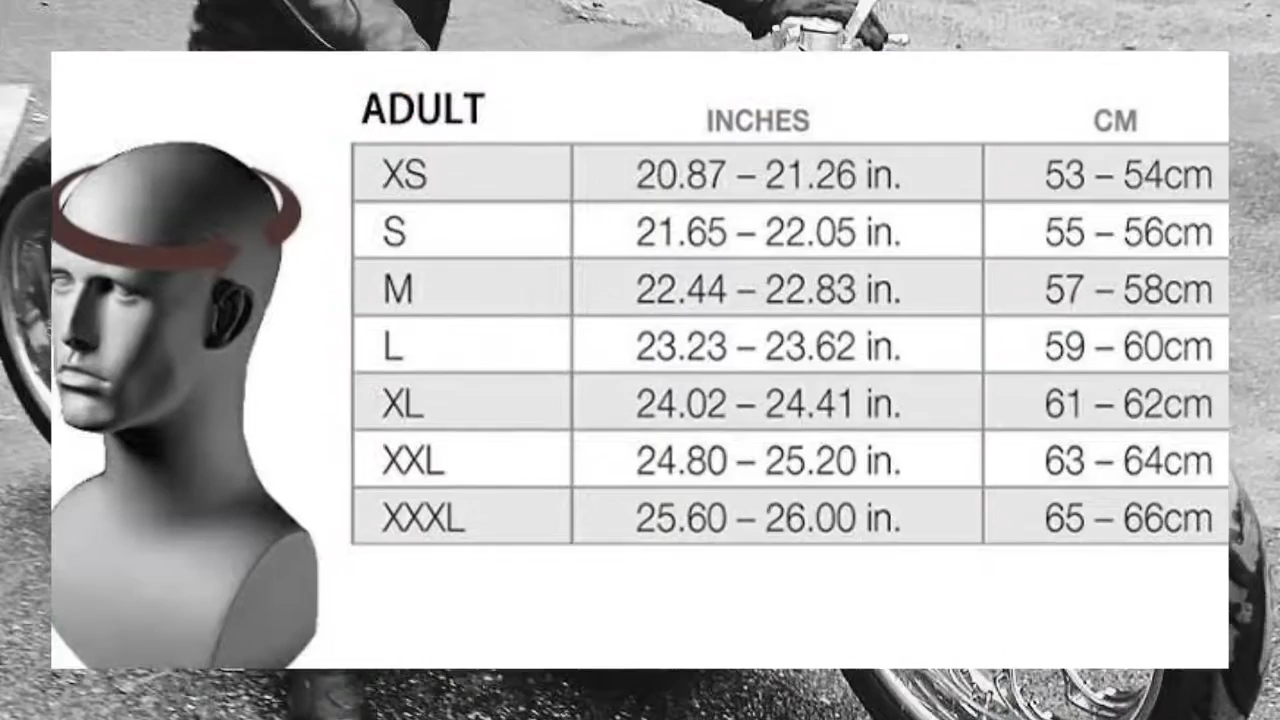 ADULT INCHES CM
XS 20.87 – 21.26 in. 53 – 54cm
S 21.65 – 22.05 in. 55 – 56cm
M 22.44 – 22.83 in. 57 – 58cm
L 23.23 – 23.62 in. 59 – 60cm
XL 24.02 – 24.41 in. 61 – 62cm
XXL 24.80 – 25.20 in. 63 – 64cm
XXXL 25.60 – 26.00 in. 65 – 66cm